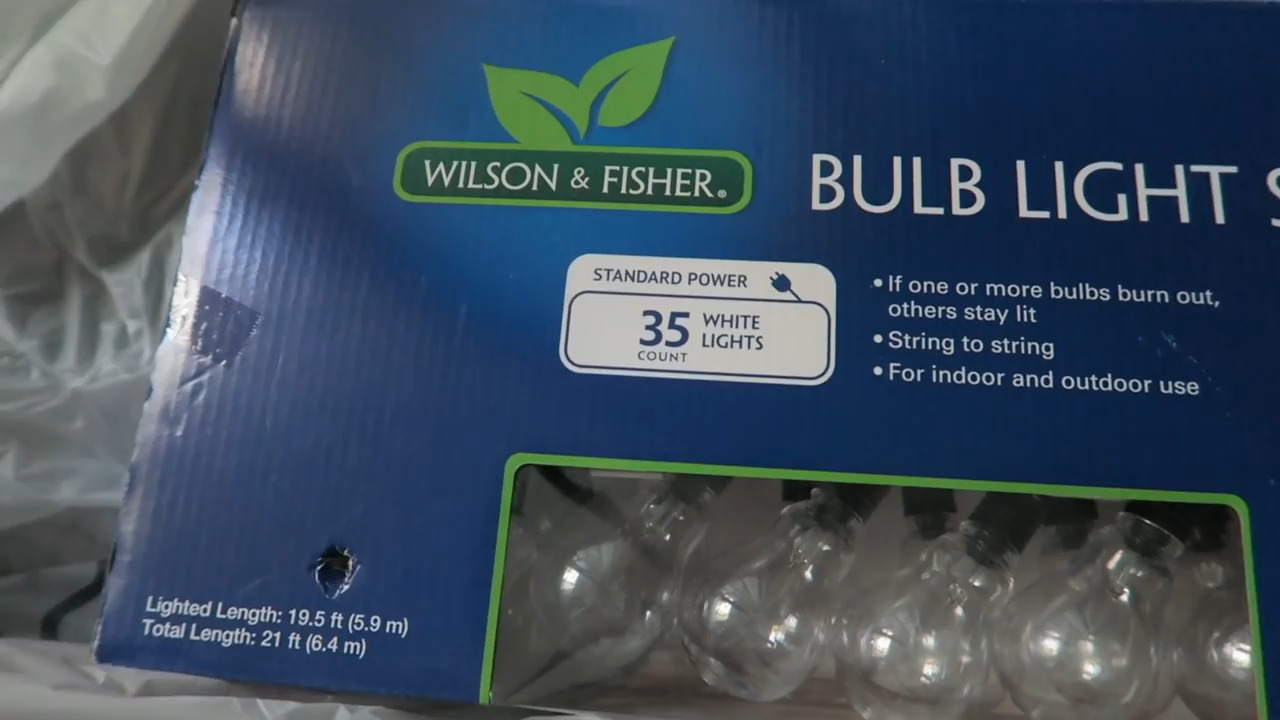 WILSON & FISHER®
BULB LIGHT
STANDARD POWER
35 WHITE
COUNT LIGHTS
• If one or more bulbs burn out,
others stay lit
• String to string
• For indoor and outdoor use
Lighted Length: 19.5 ft (5.9 m)
Total Length: 21 ft (6.4 m)